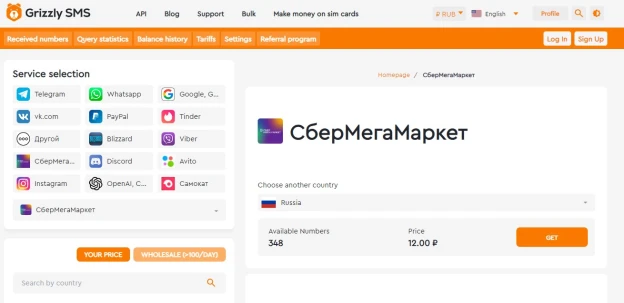 Grizzly SMS API Blog Support Bulk Make money on sim cards ₽ RUB English Profile
Received numbers Query statistics Balance history Tariffs Settings Referral program Log In Sign Up
Service selection
Telegram Whatsapp Google, G...
vk.com PayPal Tinder
Другой Blizzard Viber
СберМега... Discord Avito
Instagram OpenAI, C... Самокат
СберМегаМаркет
YOUR PRICE WHOLESALE (>100/DAY)
Search by country
Homepage / СберМегаМаркет
СберМегаМаркет
Choose another country
Russia
Available Numbers Price
348 12.00 ₽ GET